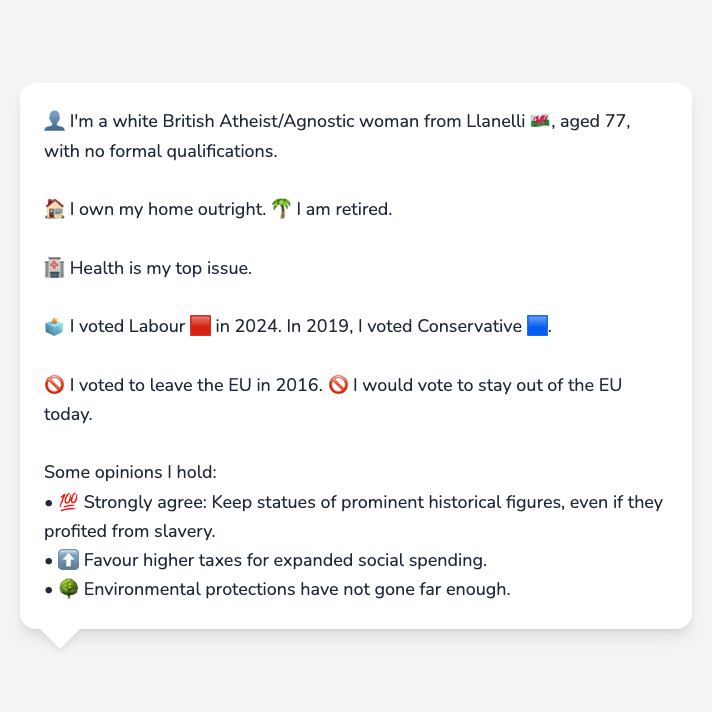 👤 I'm a white British Atheist/Agnostic woman from Llanelli 🏴󠁧󠁢󠁷󠁬󠁳󠁿, aged 77,
with no formal qualifications.
🏠 I own my home outright. 🌴 I am retired.
🏥 Health is my top issue.
🗳️ I voted Labour 🟥 in 2024. In 2019, I voted Conservative 🟦.
🚫 I voted to leave the EU in 2016. 🚫 I would vote to stay out of the EU
today.
Some opinions I hold:
• 💯 Strongly agree: Keep statues of prominent historical figures, even if they
profited from slavery.
• ⬆️ Favour higher taxes for expanded social spending.
• 🌳 Environmental protections have not gone far enough.